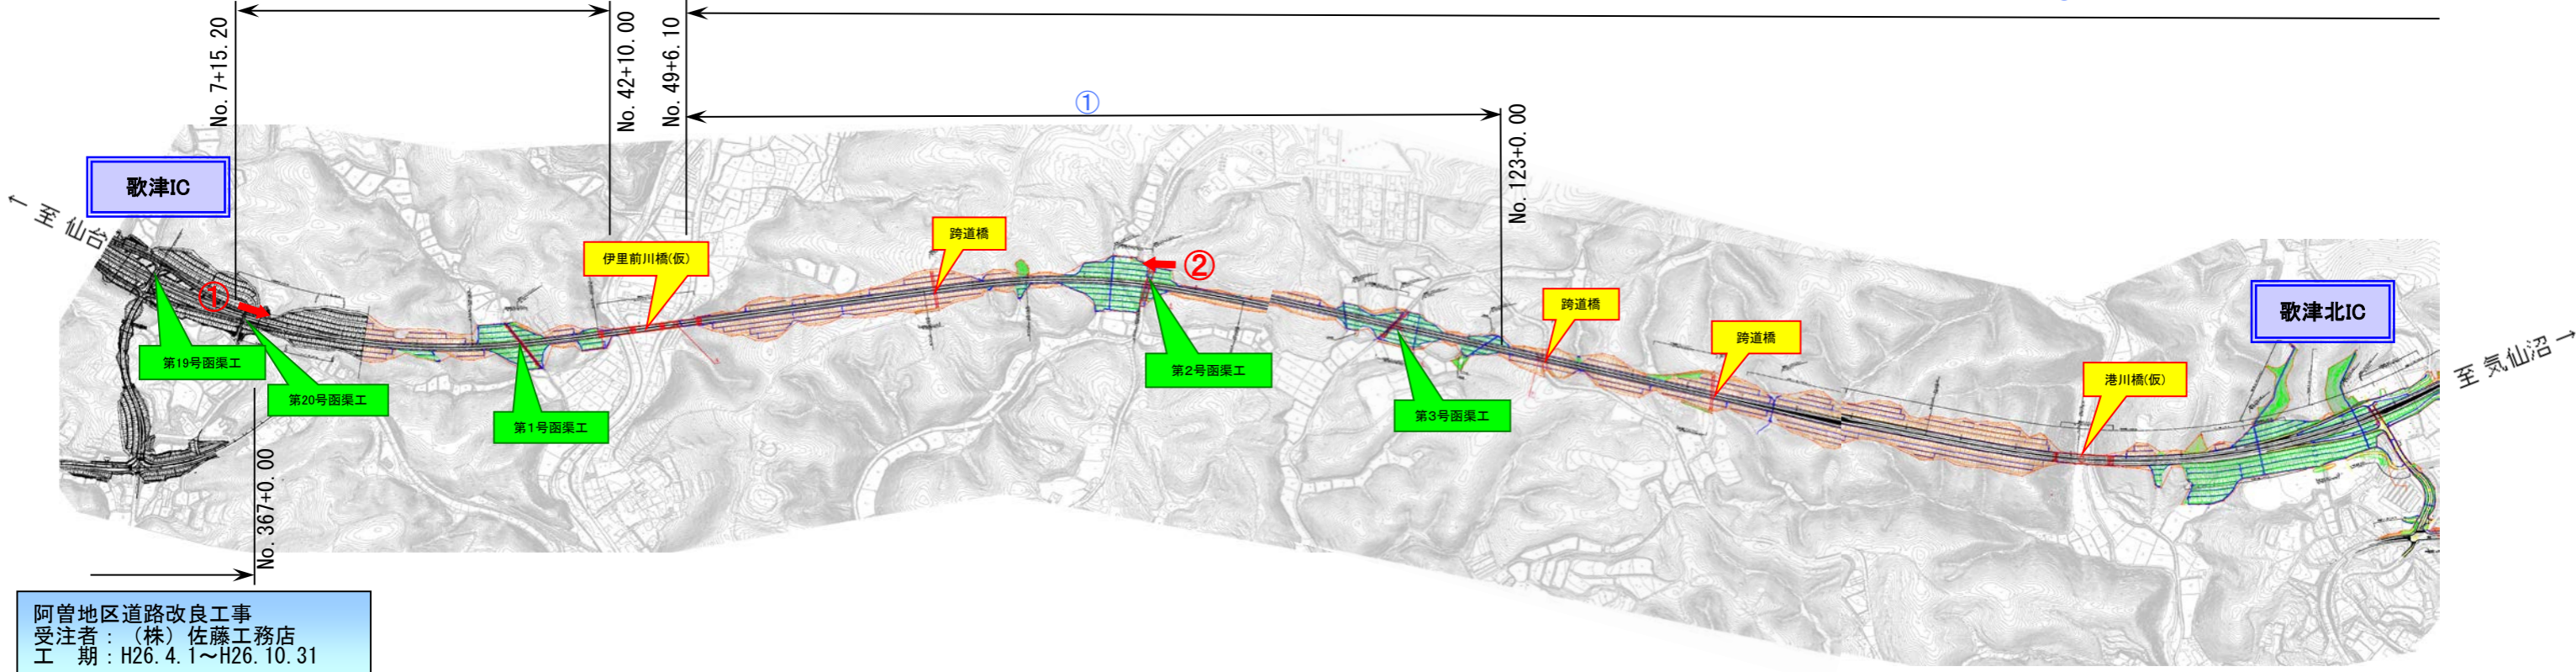 No. 7+15. 20
No. 42+10. 00
No. 49+6. 10
①
No. 123+0. 00
歌津IC
← 至 仙台
伊里前川橋(仮)
跨道橋
②
①
跨道橋
跨道橋
歌津北IC
至 気仙沼 →
港川橋(仮)
第19号函渠工
第20号函渠工
第1号函渠工
第2号函渠工
第3号函渠工
No. 367+0. 00
阿曽地区道路改良工事
受注者：（株）佐藤工務店
工　期：H26. 4. 1～H26. 10. 31